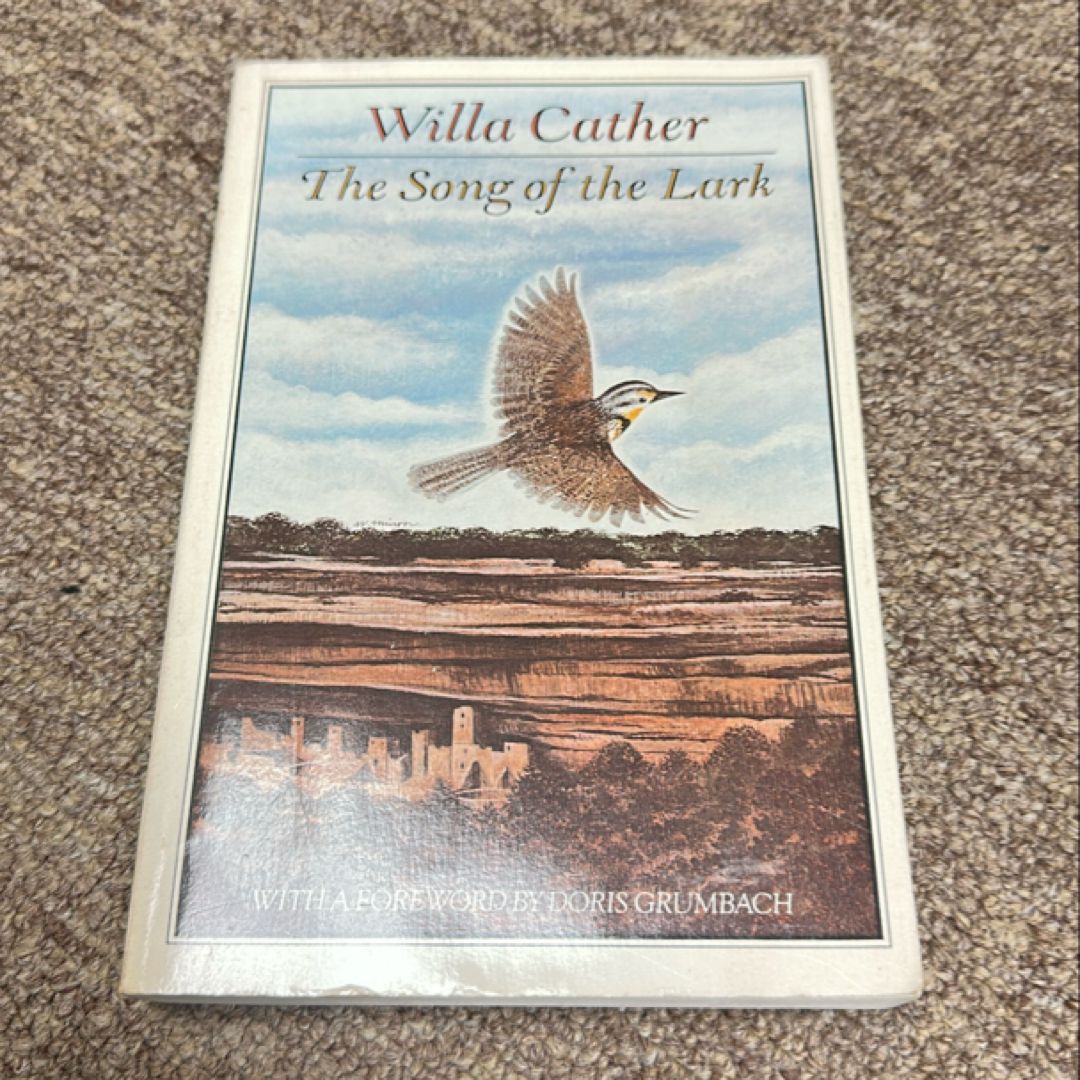 Willa Cather
The Song of the Lark
WITH A FOREWORD BY DORIS GRUMBACH